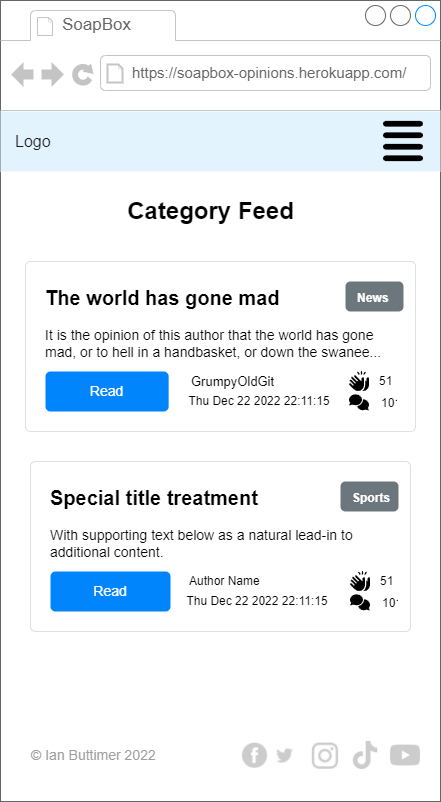 SoapBox
https://soapbox-opinions.herokuapp.com/
Logo
Category Feed
The world has gone mad
News
It is the opinion of this author that the world has gone
mad, or to hell in a handbasket, or down the swanee...
Read
GrumpyOldGit
51
Thu Dec 22 2022 22:11:15
10
Special title treatment
Sports
With supporting text below as a natural lead-in to
additional content.
Read
Author Name
51
Thu Dec 22 2022 22:11:15
10
© Ian Buttimer 2022